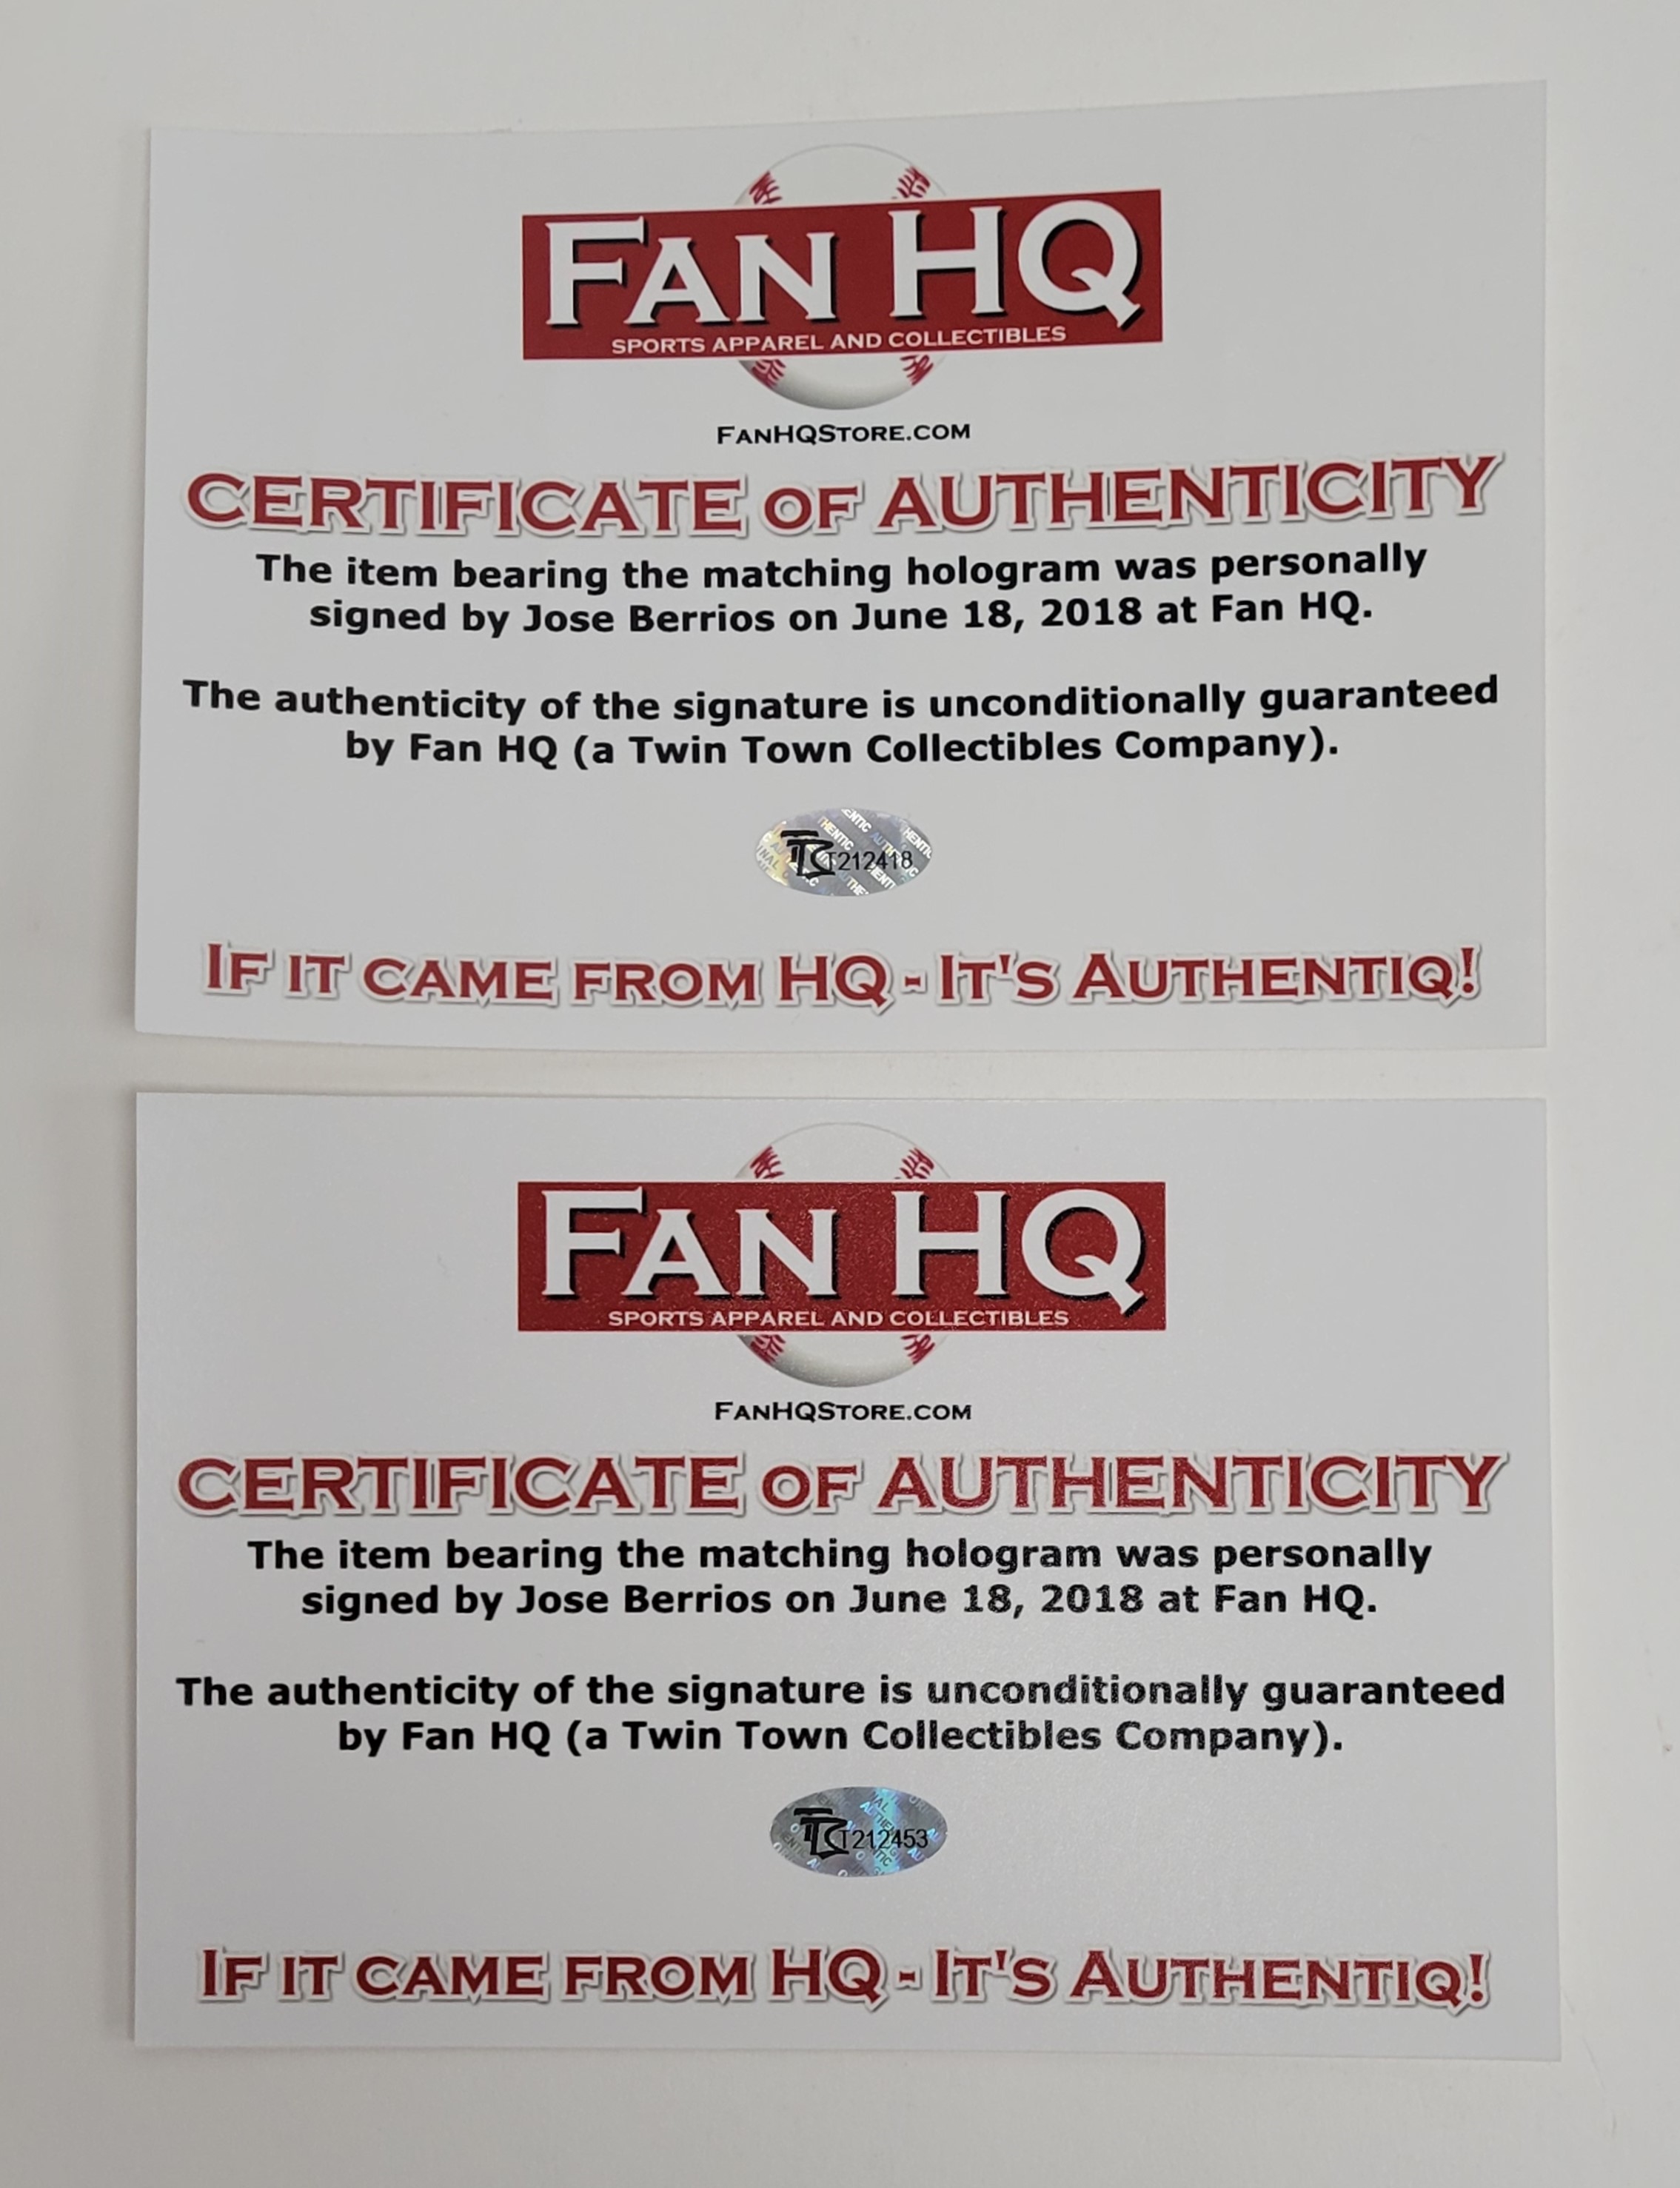 FAN HQ
SPORTS APPAREL AND COLLECTIBLES
FANHQSTORE.COM
CERTIFICATE OF AUTHENTICITY
The item bearing the matching hologram was personally
signed by Jose Berrios on June 18, 2018 at Fan HQ.
The authenticity of the signature is unconditionally guaranteed
by Fan HQ (a Twin Town Collectibles Company).
T212418
IF IT CAME FROM HQ - IT'S AUTHENTIQ!
FAN HQ
SPORTS APPAREL AND COLLECTIBLES
FANHQSTORE.COM
CERTIFICATE OF AUTHENTICITY
The item bearing the matching hologram was personally
signed by Jose Berrios on June 18, 2018 at Fan HQ.
The authenticity of the signature is unconditionally guaranteed
by Fan HQ (a Twin Town Collectibles Company).
T212453
IF IT CAME FROM HQ - IT'S AUTHENTIQ!